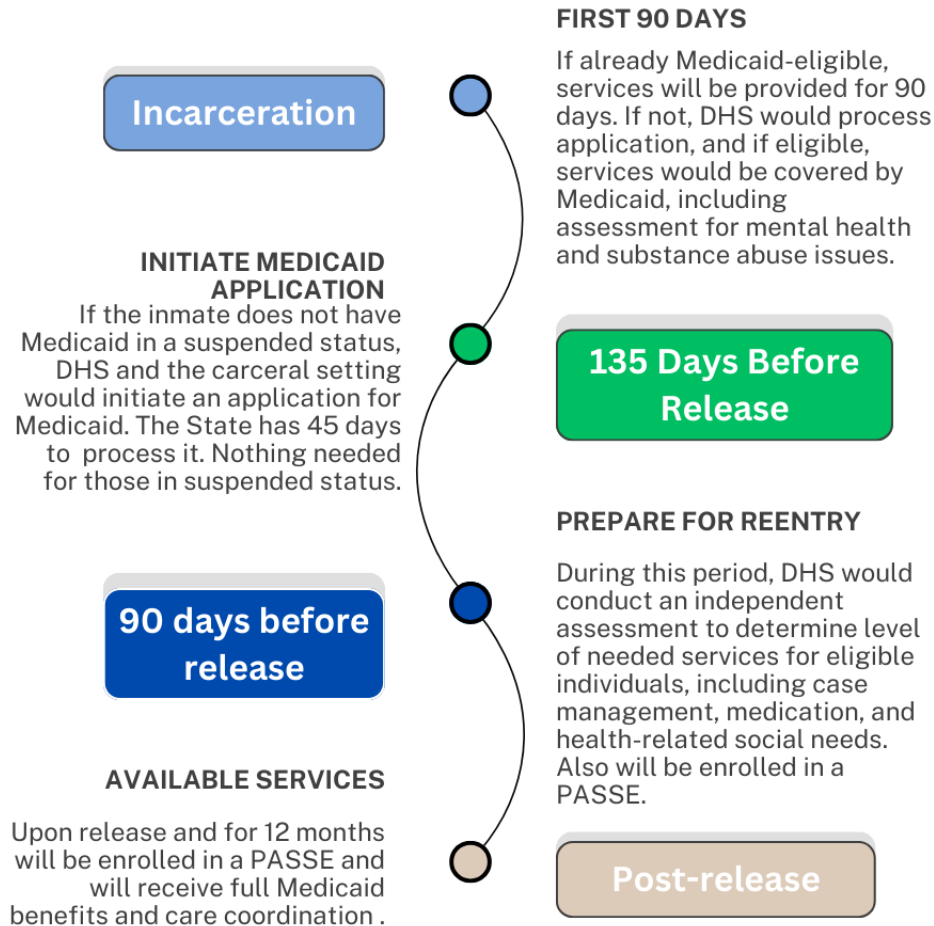 Incarceration
FIRST 90 DAYS
If already Medicaid-eligible,
services will be provided for 90
days. If not, DHS would process
application, and if eligible,
services would be covered by
Medicaid, including
assessment for mental health
and substance abuse issues.
INITIATE MEDICAID
APPLICATION
If the inmate does not have
Medicaid in a suspended status,
DHS and the carceral setting
would initiate an application for
Medicaid. The State has 45 days
to process it. Nothing needed
for those in suspended status.
135 Days Before
Release
90 days before
release
PREPARE FOR REENTRY
During this period, DHS would
conduct an independent
assessment to determine level
of needed services for eligible
individuals, including case
management, medication, and
health-related social needs.
Also will be enrolled in a
PASSE.
AVAILABLE SERVICES
Upon release and for 12 months
will be enrolled in a PASSE and
will receive full Medicaid
benefits and care coordination .
Post-release